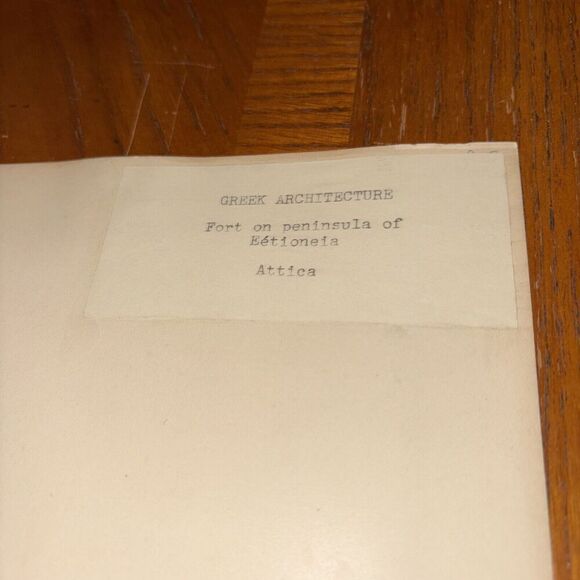 GREEK ARCHITECTURE
Fort on peninsula of
Eétioneia
Attica